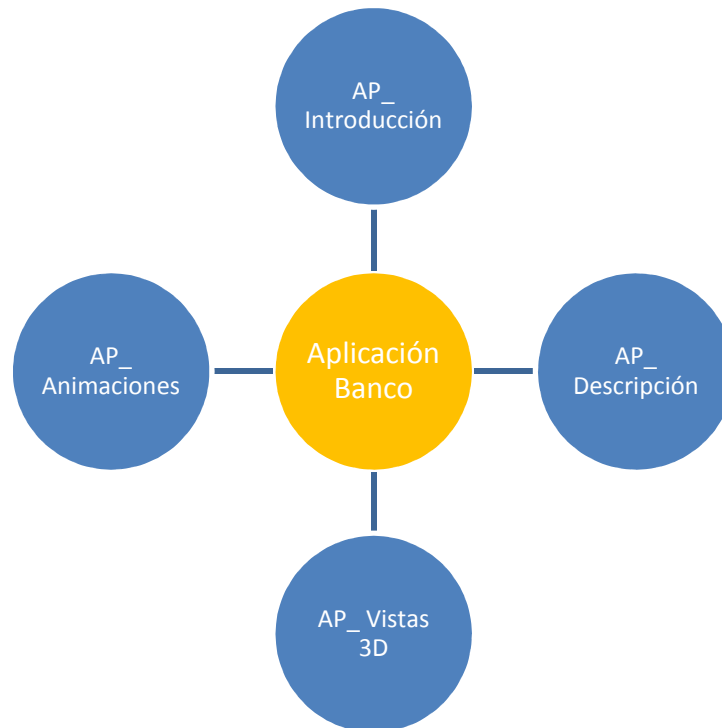 AP_
Introducción
AP_
Animaciones
Aplicación
Banco
AP_
Descripción
AP_ Vistas
3D